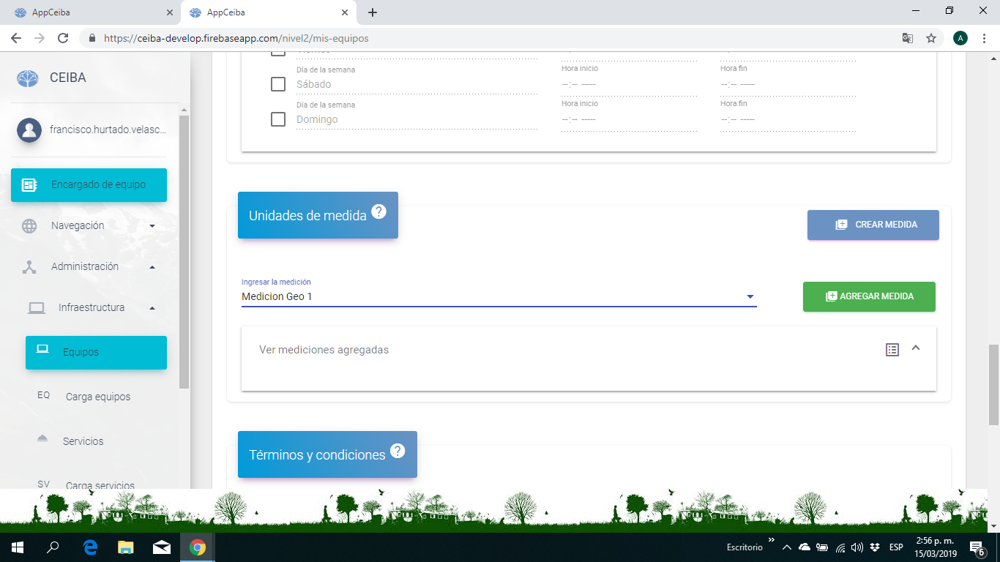 AppCeiba
AppCeiba
https://ceiba-develop.firebaseapp.com/nivel2/mis-equipos
A
CEIBA
francisco.hurtado.velasc...
Encargado de equipo
Navegación
Administración
Infraestructura
Equipos
EQ Carga equipos
Servicios
SV Carga servicios
Día de la semana Hora inicio Hora fin
Sábado --:-- ----- --:-- -----
Día de la semana Hora inicio Hora fin
Domingo --:-- ----- --:-- -----
Unidades de medida ?
CREAR MEDIDA
Ingresar la medición
Medicion Geo 1
AGREGAR MEDIDA
Ver mediciones agregadas
Términos y condiciones ?
Escritorio
ESP
2:56 p. m.
15/03/2019
6